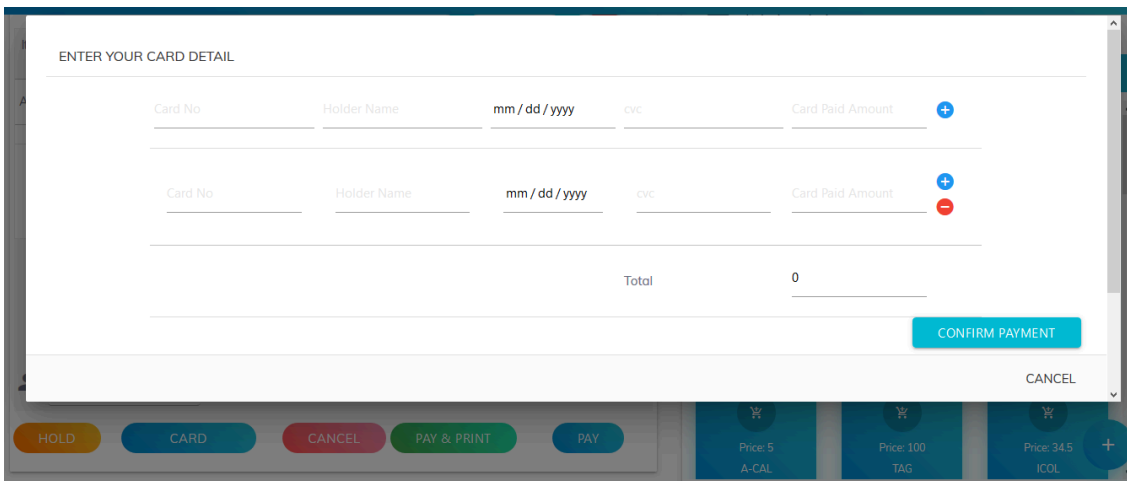 ENTER YOUR CARD DETAIL
Card No Holder Name mm / dd / yyyy cvc Card Paid Amount
Card No Holder Name mm / dd / yyyy cvc Card Paid Amount
Total 0
CONFIRM PAYMENT
CANCEL
HOLD CARD CANCEL PAY & PRINT PAY
Price: 5 Price: 100 Price: 34.5
A-CAL TAG ICOL